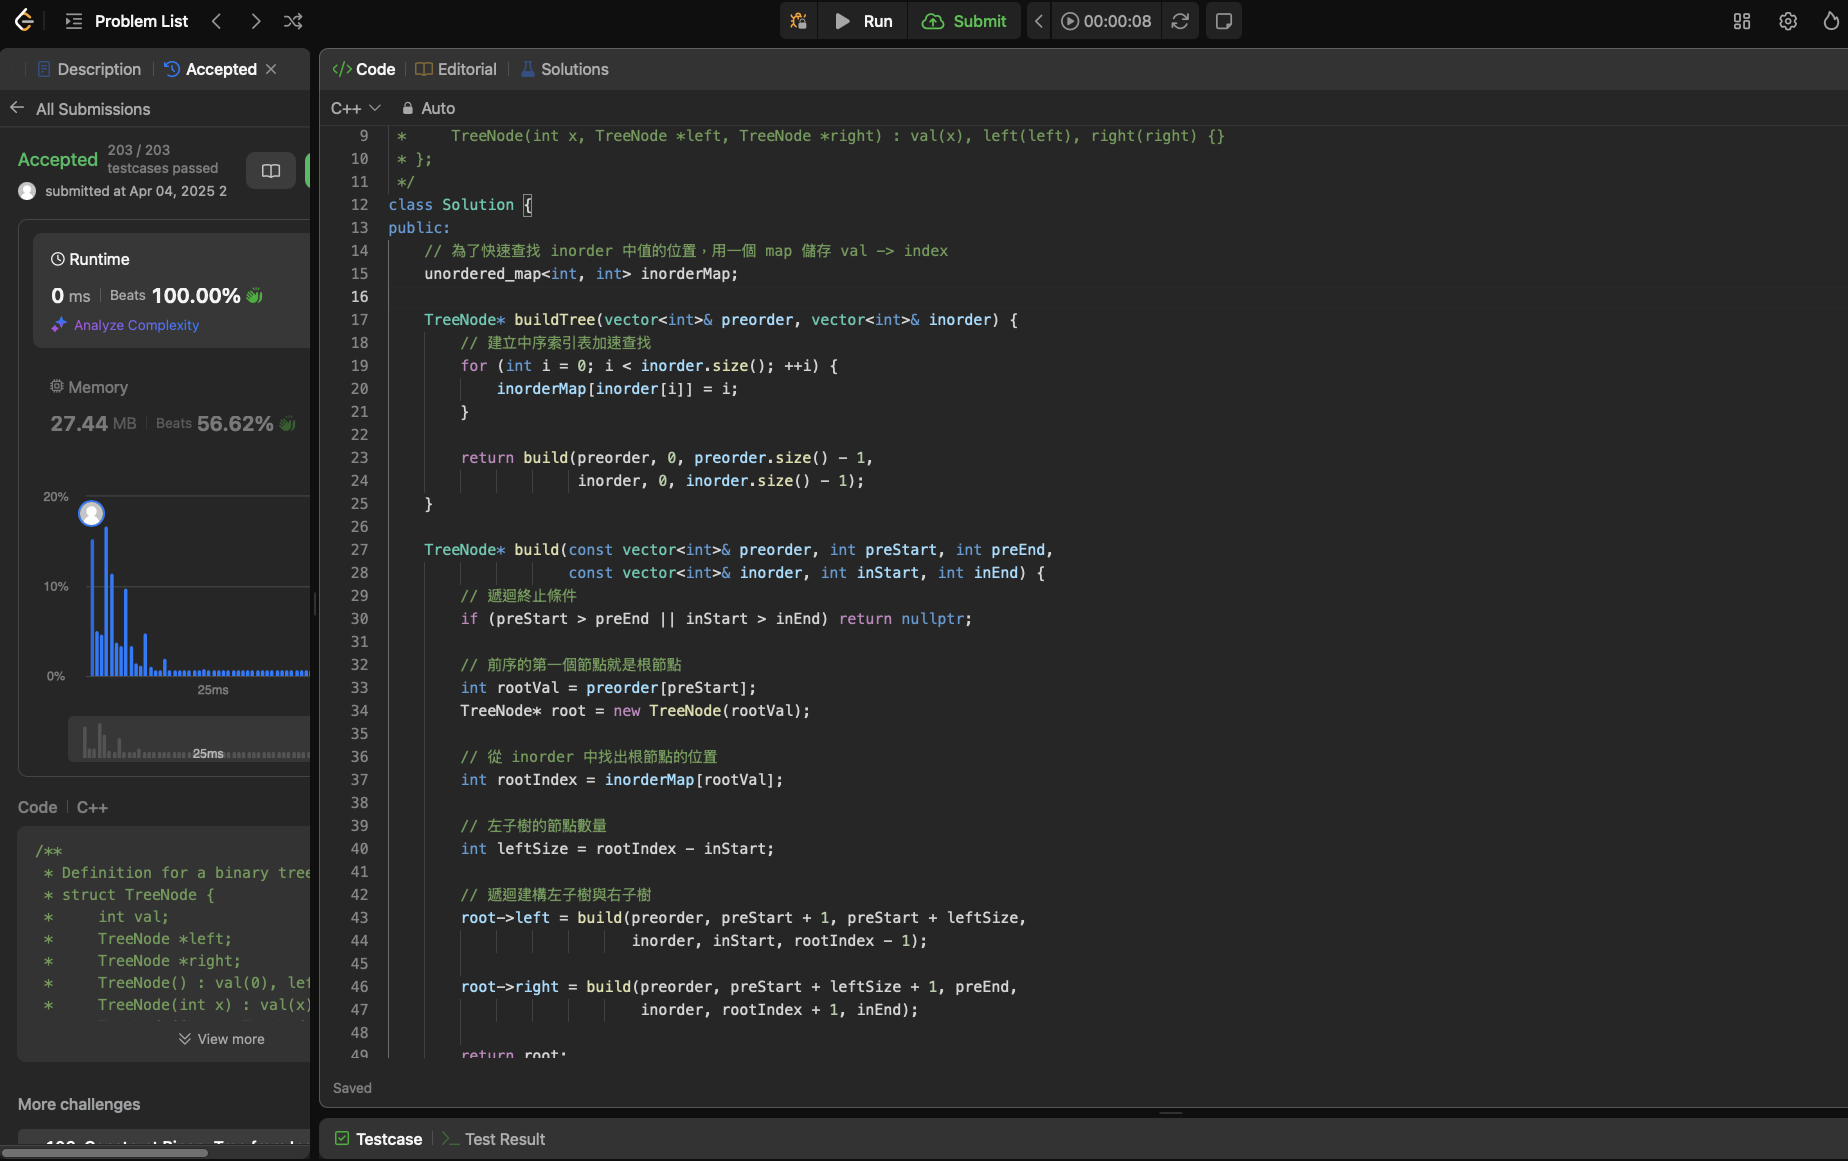 Problem List
Run
Submit
00:00:08
Description
Accepted
All Submissions
Accepted
203 / 203
testcases passed
submitted at Apr 04, 2025 2
Runtime
0 ms
Beats 100.00%
Analyze Complexity
Memory
27.44 MB
Beats 56.62%
20%
10%
0%
25ms
25ms
Code
C++
/**
* Definition for a binary tree
* struct TreeNode {
*     int val;
*     TreeNode *left;
*     TreeNode *right;
*     TreeNode() : val(0), lef
*     TreeNode(int x) : val(x)
View more
More challenges
Code
Editorial
Solutions
C++
Auto
9  *     TreeNode(int x, TreeNode *left, TreeNode *right) : val(x), left(left), right(right) {}
10  * };
11  */
12 class Solution {
13 public:
14     // 為了快速查找 inorder 中值的位置，用一個 map 儲存 val -> index
15     unordered_map<int, int> inorderMap;
16
17     TreeNode* buildTree(vector<int>& preorder, vector<int>& inorder) {
18         // 建立中序索引表加速查找
19         for (int i = 0; i < inorder.size(); ++i) {
20             inorderMap[inorder[i]] = i;
21         }
22
23         return build(preorder, 0, preorder.size() - 1,
24                      inorder, 0, inorder.size() - 1);
25     }
26
27     TreeNode* build(const vector<int>& preorder, int preStart, int preEnd,
28                     const vector<int>& inorder, int inStart, int inEnd) {
29         // 遞迴終止條件
30         if (preStart > preEnd || inStart > inEnd) return nullptr;
31
32         // 前序的第一個節點就是根節點
33         int rootVal = preorder[preStart];
34         TreeNode* root = new TreeNode(rootVal);
35
36         // 從 inorder 中找出根節點的位置
37         int rootIndex = inorderMap[rootVal];
38
39         // 左子樹的節點數量
40         int leftSize = rootIndex - inStart;
41
42         // 遞迴建構左子樹與右子樹
43         root->left = build(preorder, preStart + 1, preStart + leftSize,
44                            inorder, inStart, rootIndex - 1);
45
46         root->right = build(preorder, preStart + leftSize + 1, preEnd,
47                             inorder, rootIndex + 1, inEnd);
48
49         return root;
Saved
Testcase
Test Result